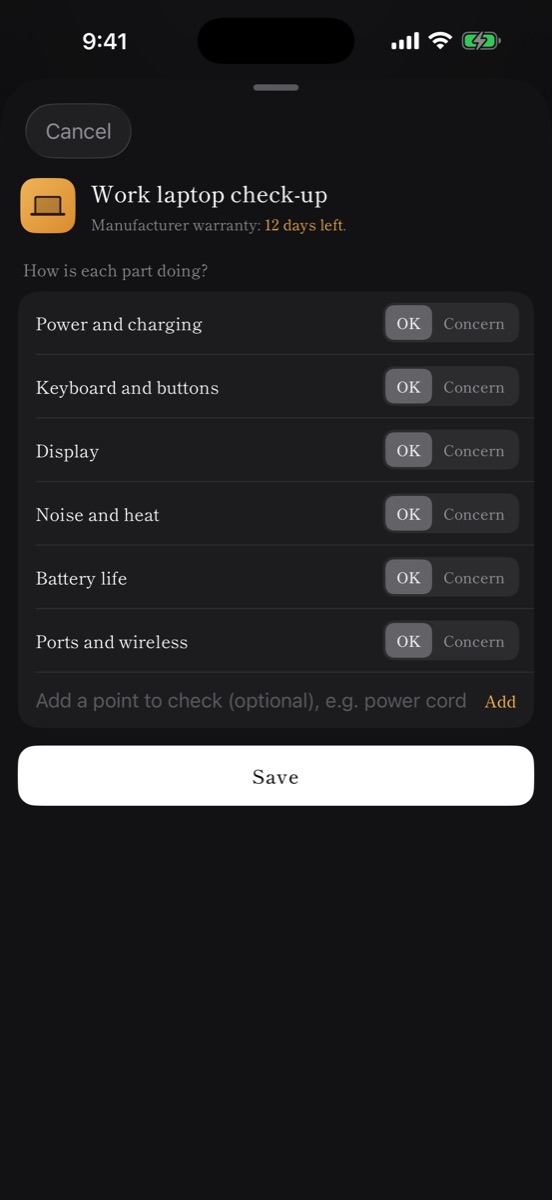 9:41
Cancel
Work laptop check-up
Manufacturer warranty: 12 days left.
How is each part doing?
Power and charging OK Concern
Keyboard and buttons OK Concern
Display OK Concern
Noise and heat OK Concern
Battery life OK Concern
Ports and wireless OK Concern
Add a point to check (optional), e.g. power cord Add
Save